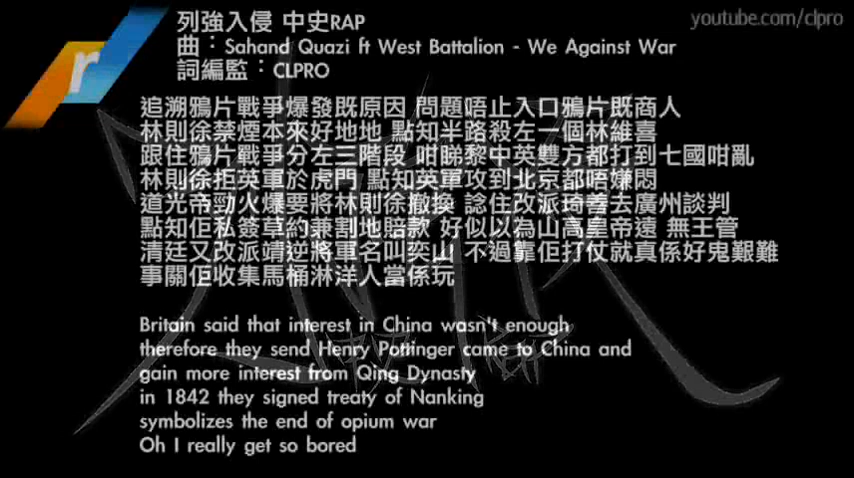 列強入侵 中史RAP
youtube.com/clpro
曲：Sahand Quazi ft West Battalion - We Against War
詞編監：CLPRO
r
追溯鴉片戰爭爆發既原因 問題唔止入口鴉片既商人
林則徐禁煙本來好地地 點知半路殺左一個林維喜
跟住鴉片戰爭分左三階段 咁睇黎中英雙方都打到七國咁亂
林則徐拒英軍於虎門 點知英軍攻到北京都唔嫌悶
道光帝勁火爆要將林則徐撤換 諗住改派琦善去廣州談判
點知佢私簽草約兼割地賠款 好似以為山高皇帝遠 無王管
清廷又改派靖逆將軍名叫奕山 不過靠佢打仗就真係好鬼艱難
事關佢收集馬桶淋洋人當係玩
Britain said that interest in China wasn't enough
therefore they send Henry Pottinger came to China and
gain more interest from Qing Dynasty
in 1842 they signed treaty of Nanking
symbolizes the end of opium war
Oh I really get so bored